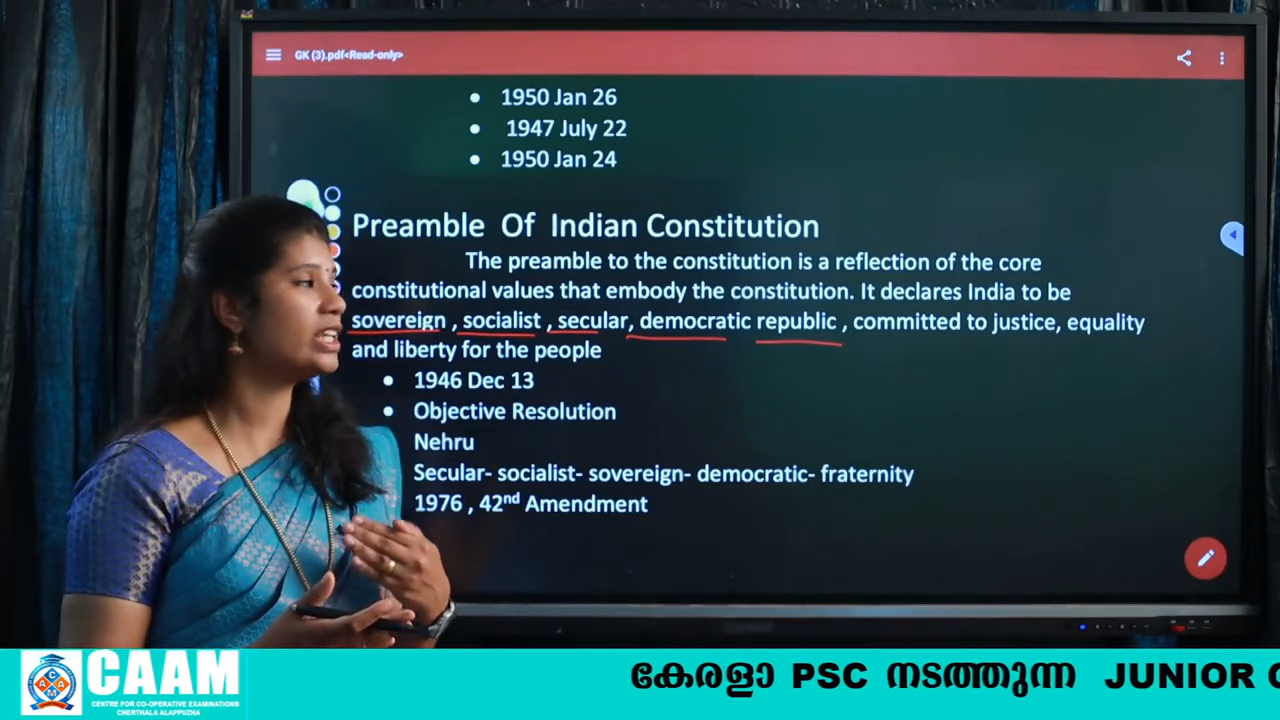 GK (3).pdf<Read-only>
1950 Jan 26
1947 July 22
1950 Jan 24
Preamble Of Indian Constitution
The preamble to the constitution is a reflection of the core
constitutional values that embody the constitution. It declares India to be
sovereign , socialist , secular, democratic republic , committed to justice, equality
and liberty for the people
1946 Dec 13
Objective Resolution
Nehru
Secular- socialist- sovereign- democratic- fraternity
1976 , 42nd Amendment
CAAM
CENTRE FOR CO-OPERATIVE EXAMINATIONS
CHERTHALA ALAPPUZHA
കേരളാ PSC നടത്തുന്ന JUNIOR C